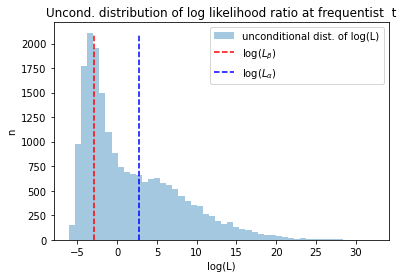 Uncond. distribution of log likelihood ratio at frequentist  t
unconditional dist. of log(L)
log(L_β)
log(L_α)
2000
1750
1500
1250
1000
750
500
250
0
n
−5 0 5 10 15 20 25 30
log(L)